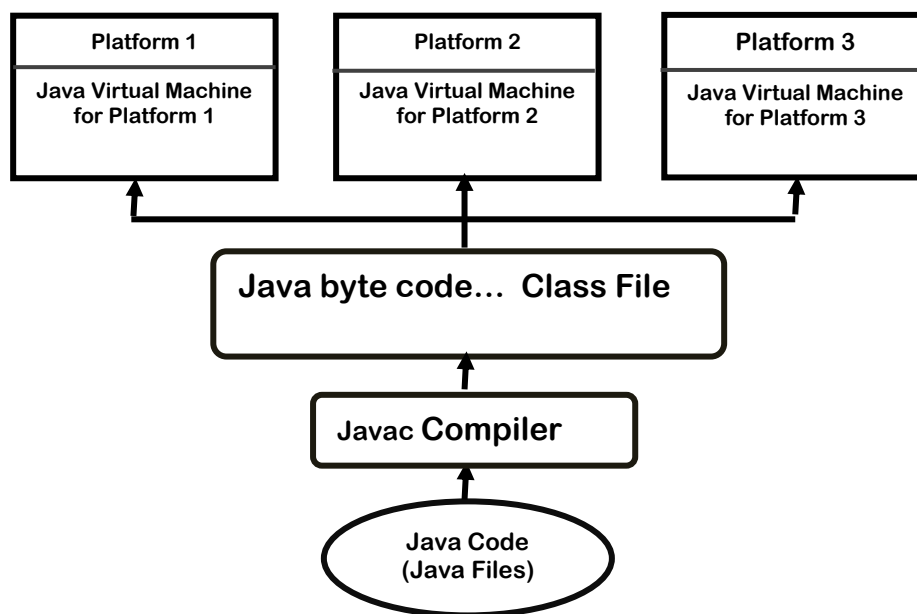 Platform 1
Java Virtual Machine
for Platform 1
Platform 2
Java Virtual Machine
for Platform 2
Platform 3
Java Virtual Machine
for Platform 3
Java byte code... Class File
Javac Compiler
Java Code
(Java Files)